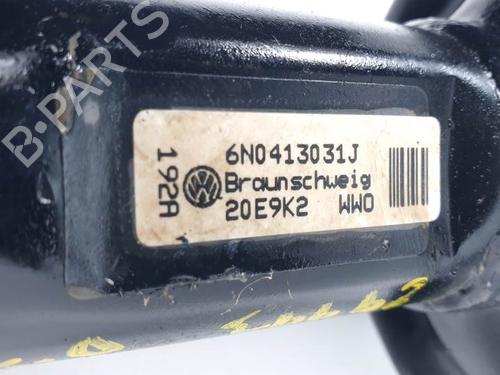 B-Parts
6N0413031J
Braunschweig
20E9K2 WWO
192A